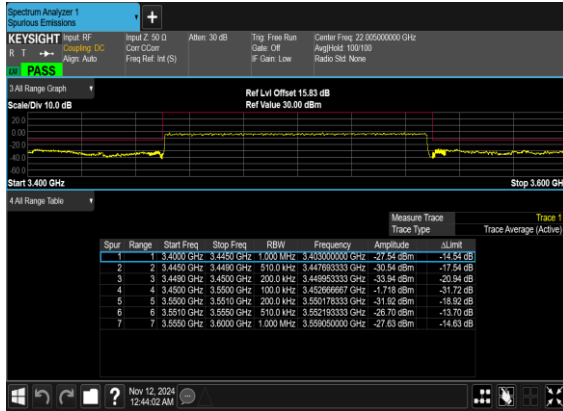 Spectrum Analyzer 1
Spurious Emissions
KEYSIGHT
R T
Input: RF
Coupling: DC
Align: Auto
Input Z: 50 Ω
Corr CCorr
Freq Ref: Int (S)
Atten: 30 dB
Trig: Free Run
Gate: Off
IF Gain: Low
Center Freq: 22.005000000 GHz
Avg|Hold: 100/100
Radio Std: None
PASS
3 All Range Graph
Scale/Div 10.0 dB
Ref Lvl Offset 15.83 dB
Ref Value 30.00 dBm
20.0
10.0
0.00
-20.0
-40.0
-60.0
Start 3.400 GHz
Stop 3.600 GH
4 All Range Table
Measure Trace Trace 1
Trace Type Trace Average (Active)
Spur Range Start Freq Stop Freq RBW Frequency Amplitude ΔLimit
1 1 3.4000 GHz 3.4450 GHz 1.000 MHz 3.403000000 GHz -27.54 dBm -14.54 dB
2 2 3.4450 GHz 3.4490 GHz 510.0 kHz 3.447693333 GHz -30.54 dBm -17.54 dB
3 3 3.4490 GHz 3.4500 GHz 200.0 kHz 3.449953333 GHz -33.94 dBm -20.94 dB
4 4 3.4500 GHz 3.5500 GHz 100.0 kHz 3.452666667 GHz -1.718 dBm -31.72 dB
5 5 3.5500 GHz 3.5510 GHz 200.0 kHz 3.550178333 GHz -31.92 dBm -18.92 dB
6 6 3.5510 GHz 3.5550 GHz 510.0 kHz 3.552193333 GHz -26.70 dBm -13.70 dB
7 7 3.5550 GHz 3.6000 GHz 1.000 MHz 3.559050000 GHz -27.63 dBm -14.63 dB
Nov 12, 2024
12:44:02 AM